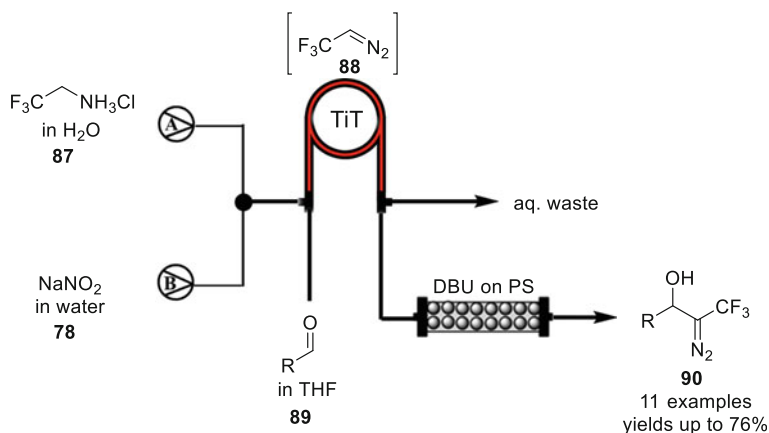 F₃C N₂
88
F₃C NH₃Cl
in H₂O
87
A
TiT
aq. waste
B
NaNO₂
in water
78
DBU on PS
O
R
in THF
89
OH
R CF₃
N₂
90
11 examples
yields up to 76%